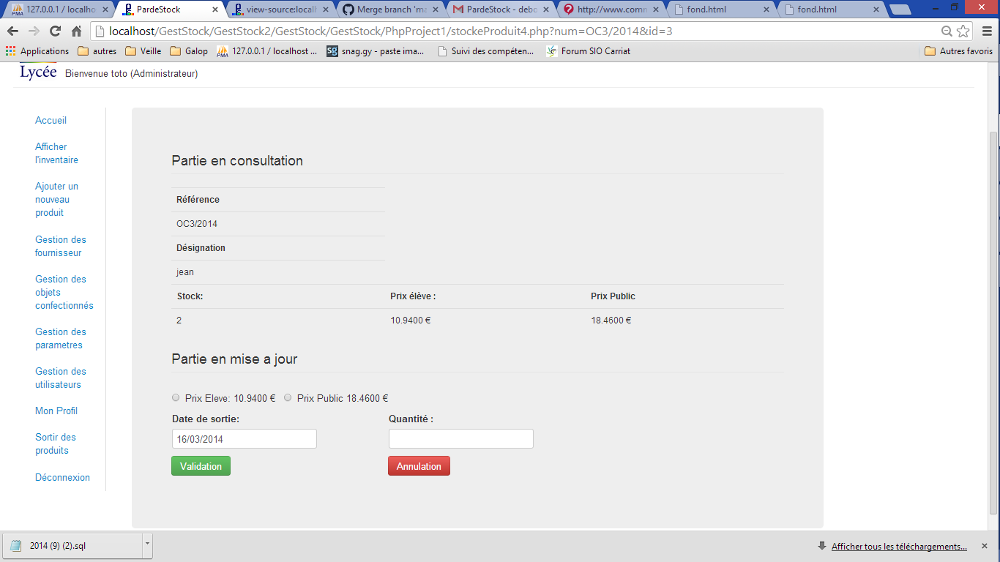 127.0.0.1 / localho
PardeStock
view-source:locall
Merge branch 'ma
PardeStock - debo
http://www.comm
fond.html
fond.html
localhost/GestStock/GestStock2/GestStock/GestStock/PhpProject1/stockeProduit4.php?num=OC3/2014&id=3
Applications
autres
Veille
Galop
127.0.0.1 / localhost ...
snag.gy - paste ima...
Suivi des compéten...
Forum SIO Carriat
Autres favoris
Lycée
Bienvenue toto (Administrateur)
Accueil
Afficher
l'inventaire
Ajouter un
nouveau
produit
Gestion des
fournisseur
Gestion des
objets
confectionnés
Gestion des
parametres
Gestion des
utilisateurs
Mon Profil
Sortir des
produits
Déconnexion
Partie en consultation
Référence
OC3/2014
Désignation
jean
Stock: Prix élève : Prix Public
2 10.9400 € 18.4600 €
Partie en mise a jour
Prix Eleve: 10.9400 € Prix Public 18.4600 €
Date de sortie: Quantité :
16/03/2014
Validation Annulation
2014 (9) (2).sql
Afficher tous les téléchargements...